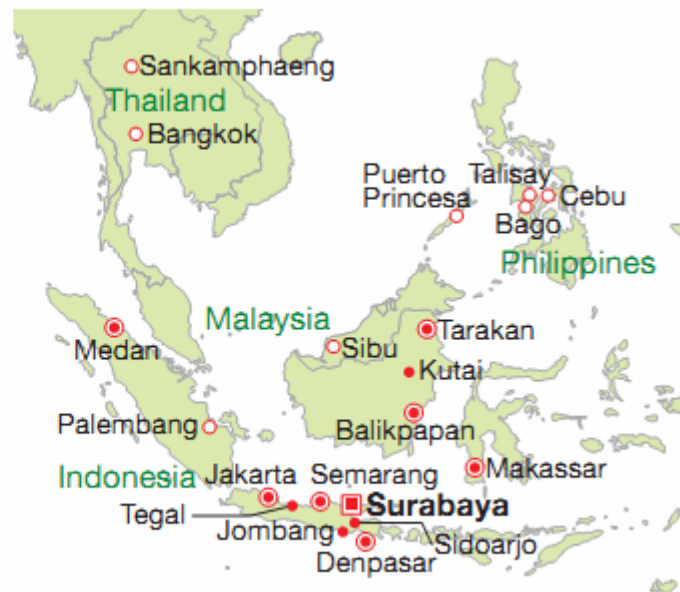 Sankamphaeng
Thailand
Bangkok
Puerto
Princesa
Talisay
Cebu
Bago
Philippines
Malaysia
Tarakan
Medan
Sibu
Kutai
Palembang
Balikpapan
Indonesia
Jakarta
Semarang
Makassar
Tegal
Surabaya
Jombang
Sidoarjo
Denpasar